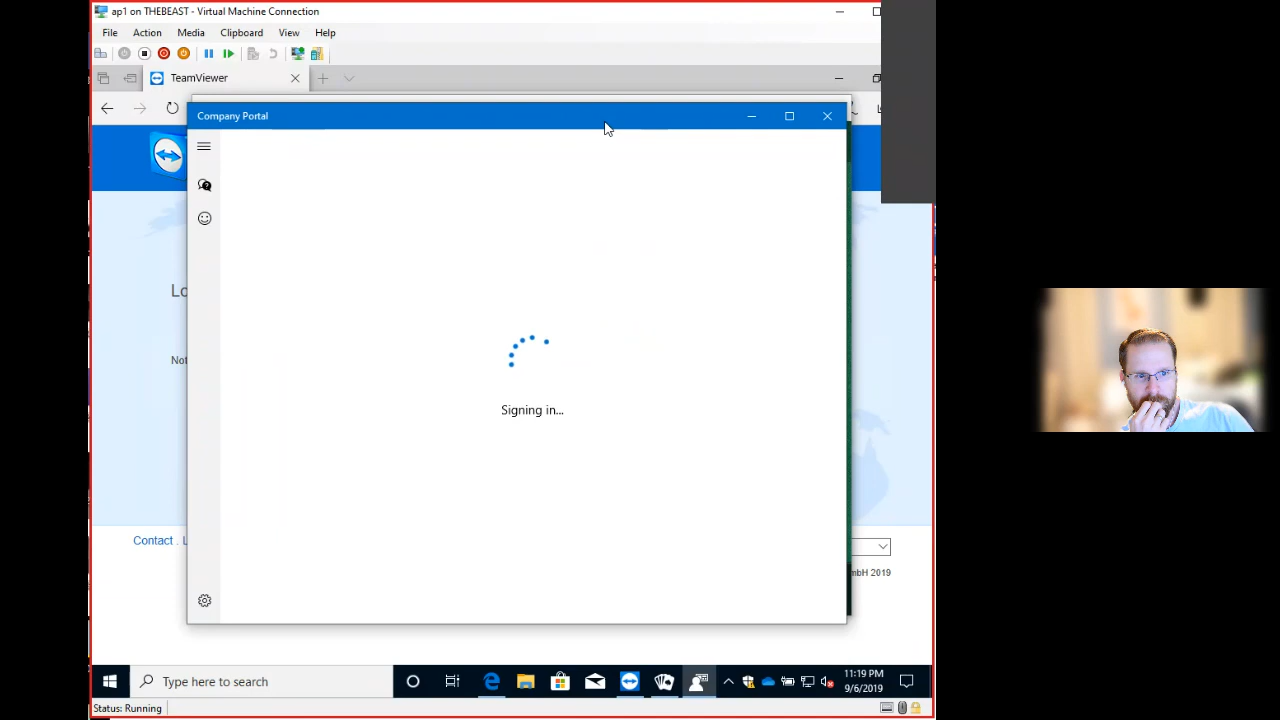 ap1 on THEBEAST - Virtual Machine Connection
File Action Media Clipboard View Help
TeamViewer
Company Portal
Lo
Not
Signing in...
Contact . L
mbH 2019
Type here to search
11:19 PM
9/6/2019
Status: Running